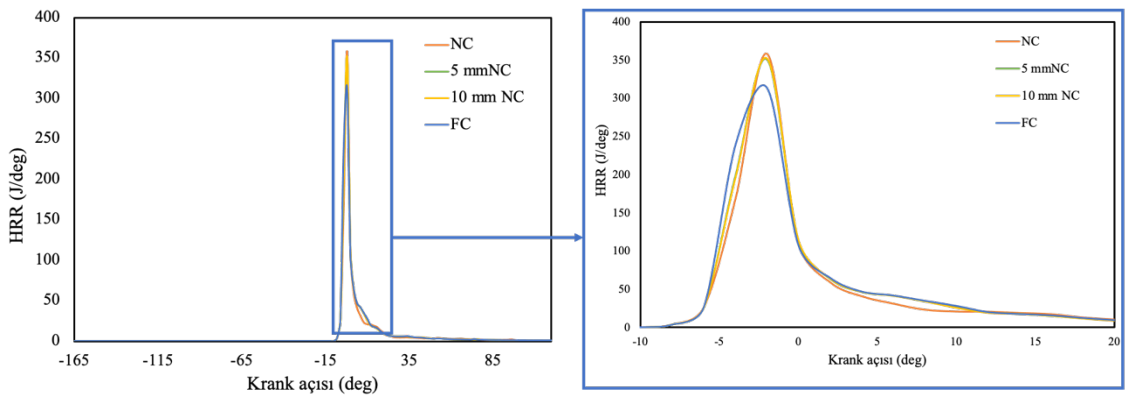 400
350
300
250
200
150
100
50
0
HRR (J/deg)
-165
-115
-65
-15
35
85
Krank açısı (deg)
NC
5 mmNC
10 mm NC
FC
400
350
300
250
200
150
100
50
0
HRR (J/deg)
-10
-5
0
5
10
15
20
Krank açısı (deg)
NC
5 mmNC
10 mm NC
FC